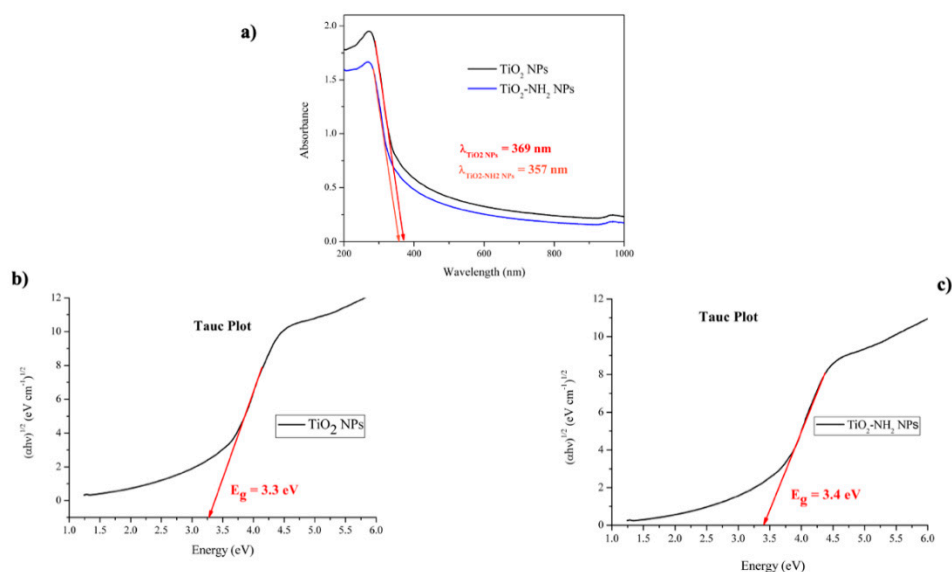 a)
2.0
1.5
1.0
0.5
0.0
Absorbance
TiO₂ NPs
TiO₂-NH₂ NPs
λTiO2 NPs = 369 nm
λTiO2-NH2 NPs = 357 nm
200 400 600 800 1000
Wavelength (nm)
b)
12
10
8
6
4
2
0
(αhν)^1/2 (eV cm⁻¹)^1/2
Tauc Plot
TiO₂ NPs
E_g = 3.3 eV
1.0 1.5 2.0 2.5 3.0 3.5 4.0 4.5 5.0 5.5 6.0
Energy (eV)
c)
12
10
8
6
4
2
0
(αhν)^1/2 (eV cm⁻¹)^1/2
Tauc Plot
TiO₂-NH₂ NPs
E_g = 3.4 eV
1.0 1.5 2.0 2.5 3.0 3.5 4.0 4.5 5.0 5.5 6.0
Energy (eV)